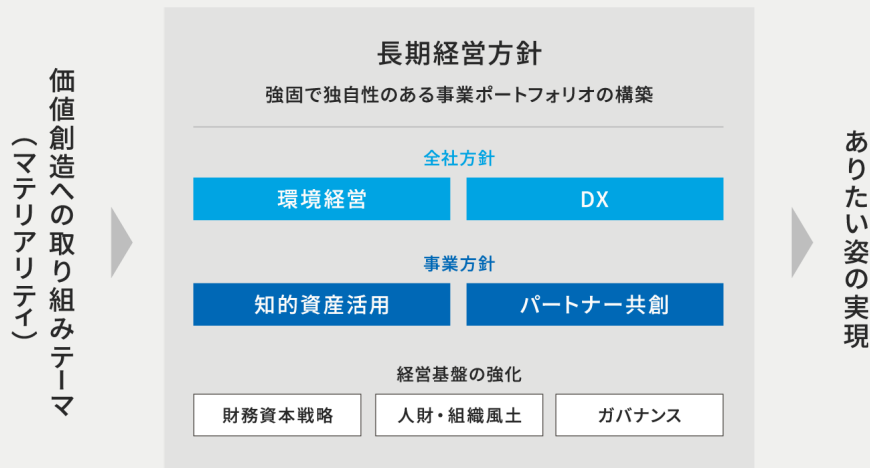 価値創造への取り組みテーマ
（マテリアリティ）
長期経営方針
強固で独自性のある事業ポートフォリオの構築
全社方針
環境経営
DX
事業方針
知的資産活用
パートナー共創
経営基盤の強化
財務資本戦略
人財・組織風土
ガバナンス
ありたい姿の実現